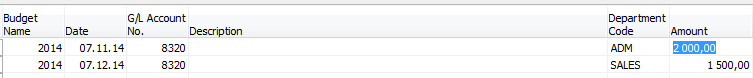 Budget Name Date G/L Account No. Description Department Code Amount
2014 07.11.14 8320 ADM 2 000,00
2014 07.12.14 8320 SALES 1 500,00